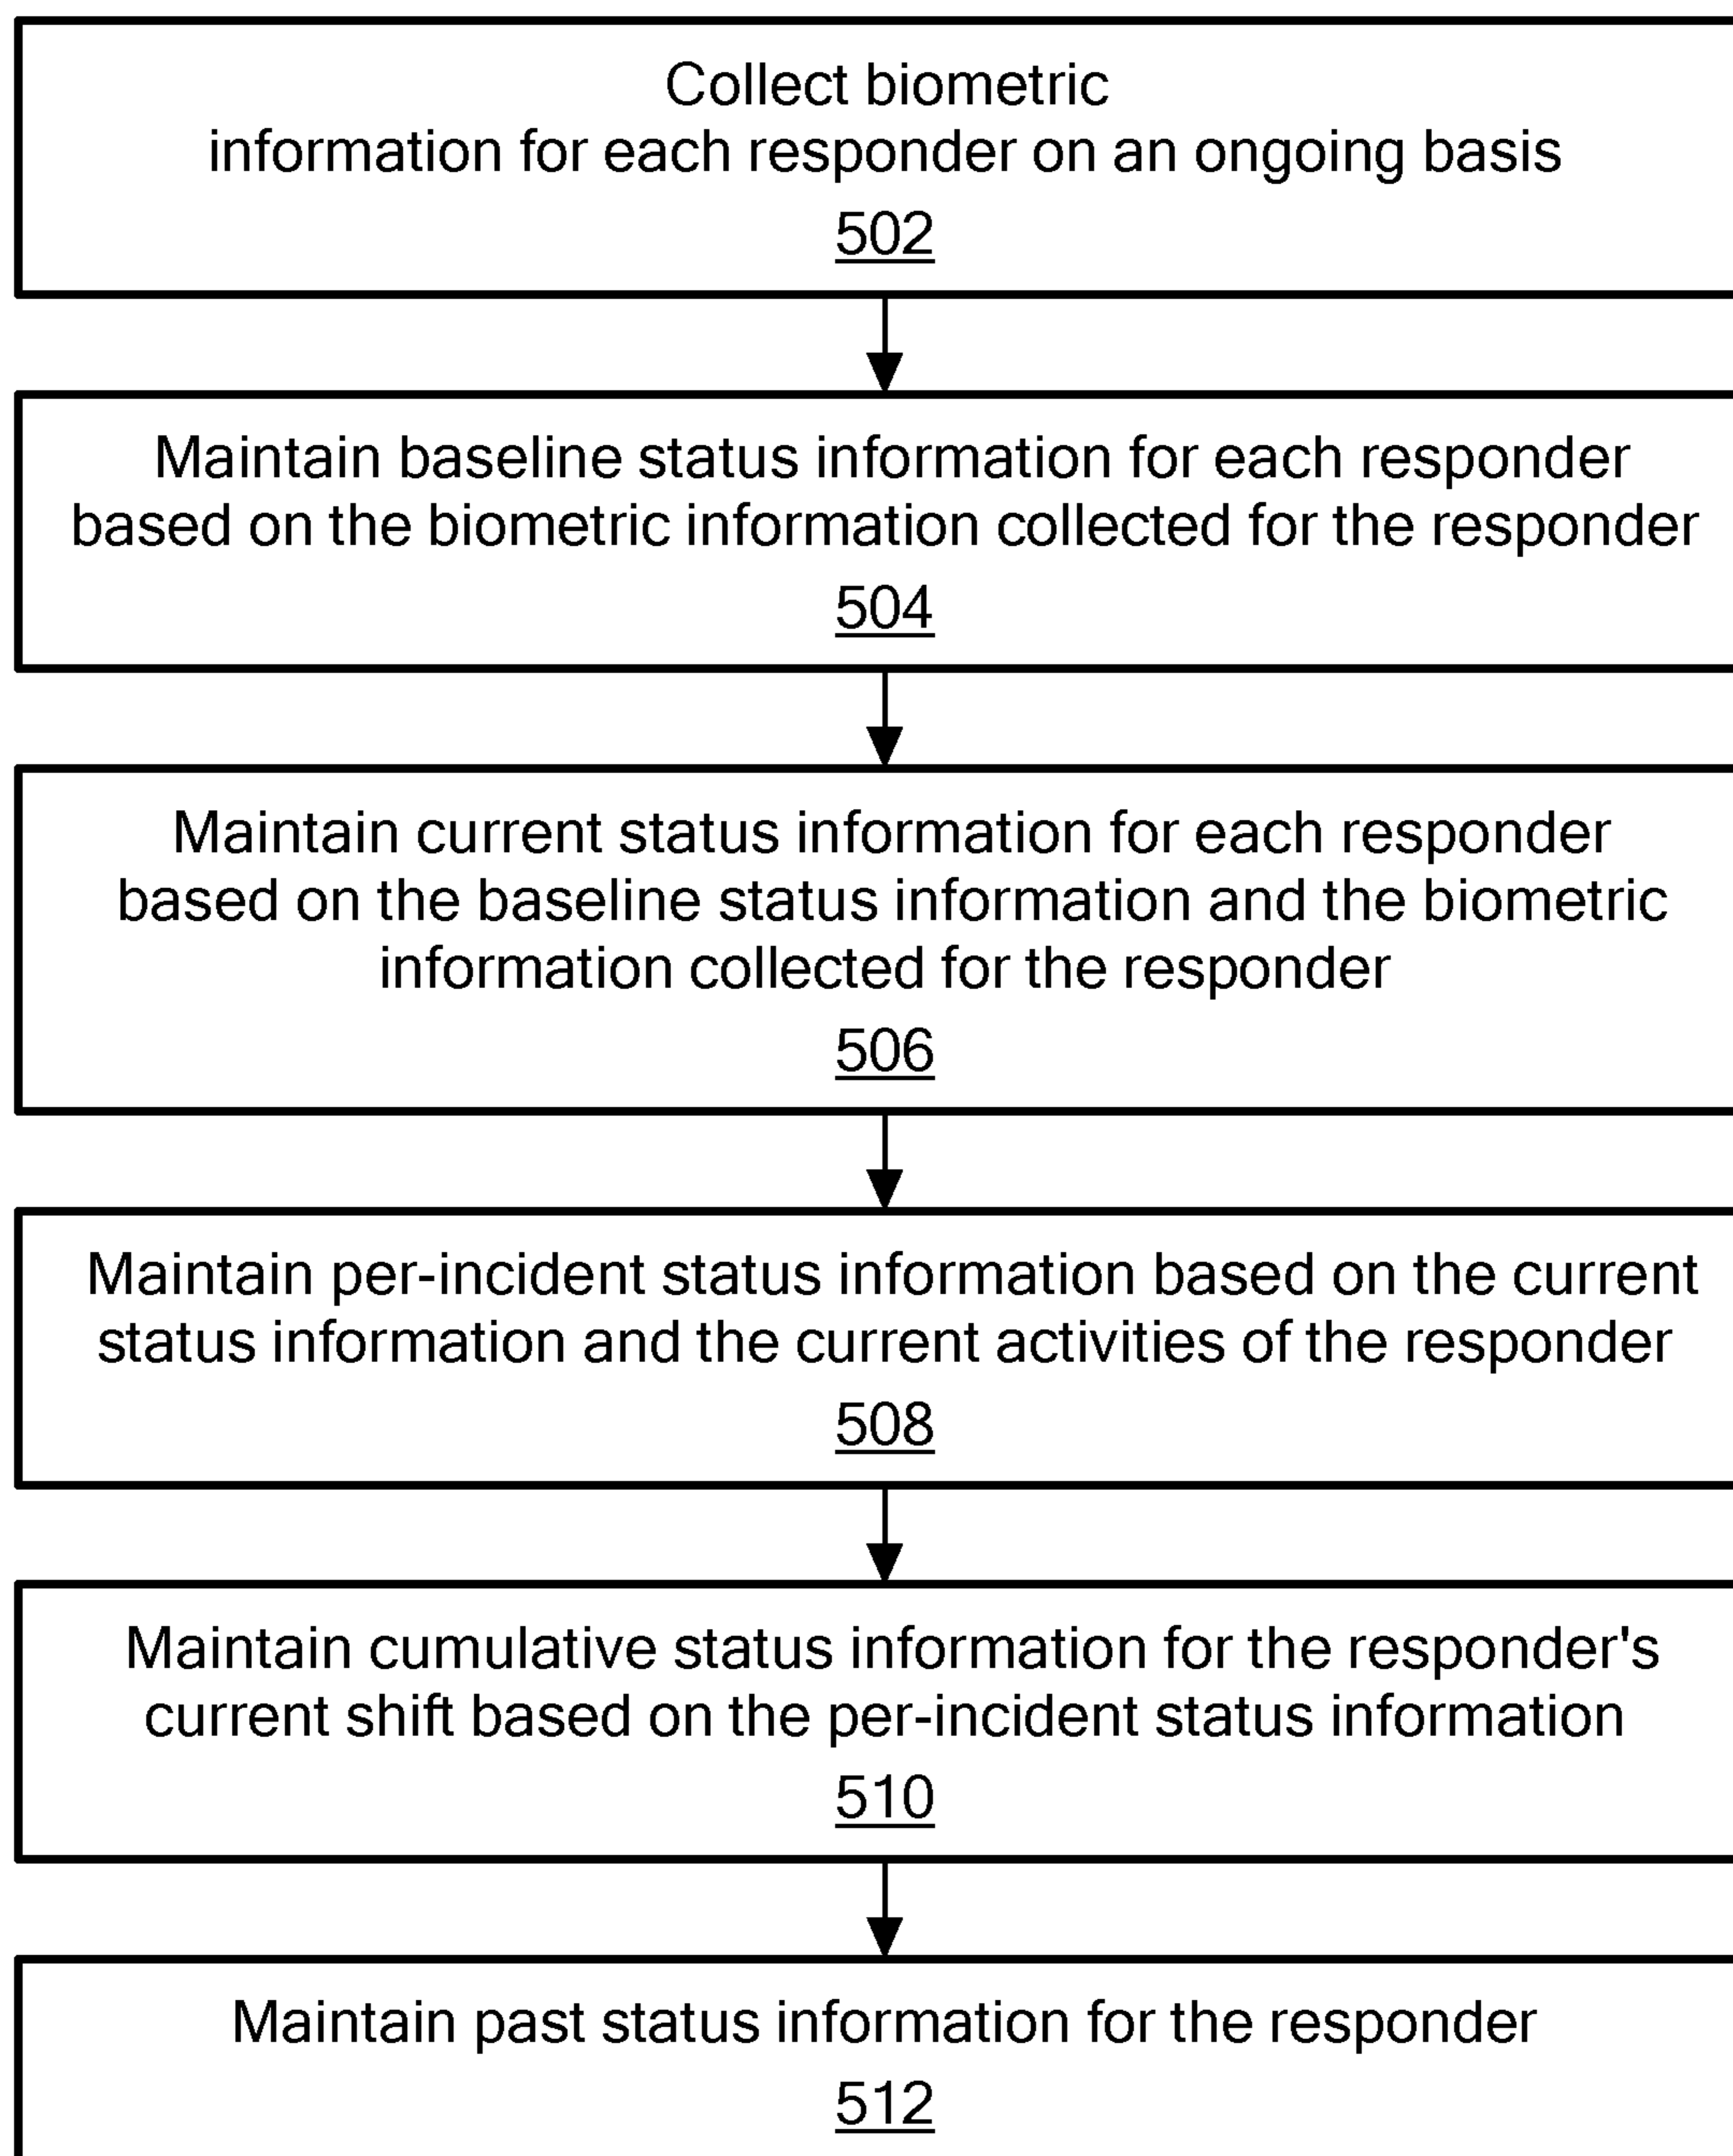 Collect biometric
information for each responder on an ongoing basis
502
Maintain baseline status information for each responder
based on the biometric information collected for the responder
504
Maintain current status information for each responder
based on the baseline status information and the biometric
information collected for the responder
506
Maintain per-incident status information based on the current
status information and the current activities of the responder
508
Maintain cumulative status information for the responder's
current shift based on the per-incident status information
510
Maintain past status information for the responder
512